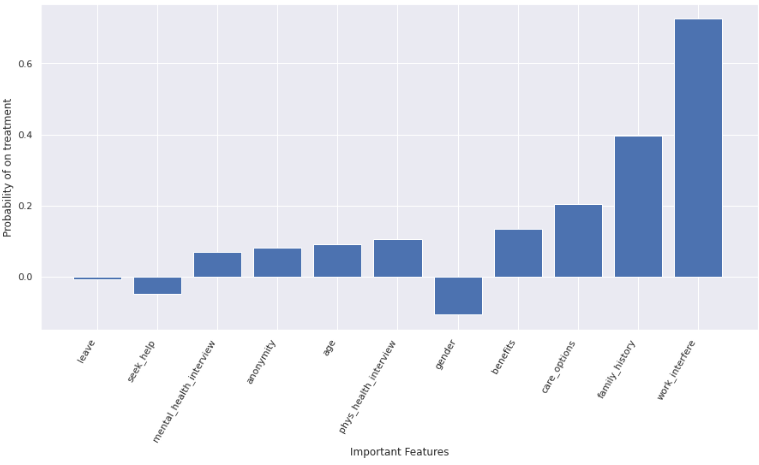 Probability of on treatment
0.6
0.4
0.2
0.0
leave
seek_help
mental_health_interview
anonymity
age
phys_health_interview
gender
benefits
care_options
family_history
work_interfere
Important Features